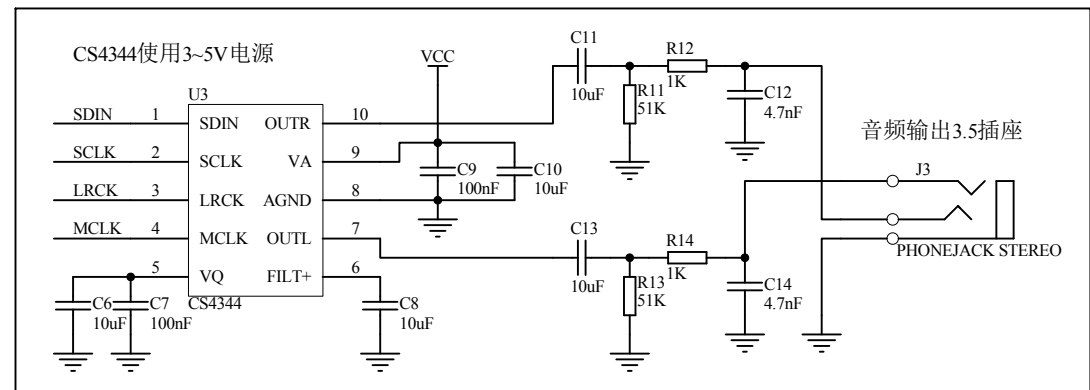 CS4344使用3~5V电源
VCC
C11
10uF
R12
1K
R11
51K
C12
4.7nF
音频输出3.5插座
U3
SDIN 1 SDIN OUTR 10
SCLK 2 SCLK VA 9
LRCK 3 LRCK AGND 8
MCLK 4 MCLK OUTL 7
5 VQ FILT+ 6
CS4344
C9
100nF
C10
10uF
J3
PHONEJACK STEREO
C13
10uF
R14
1K
R13
51K
C14
4.7nF
C6
10uF
C7
100nF
C8
10uF